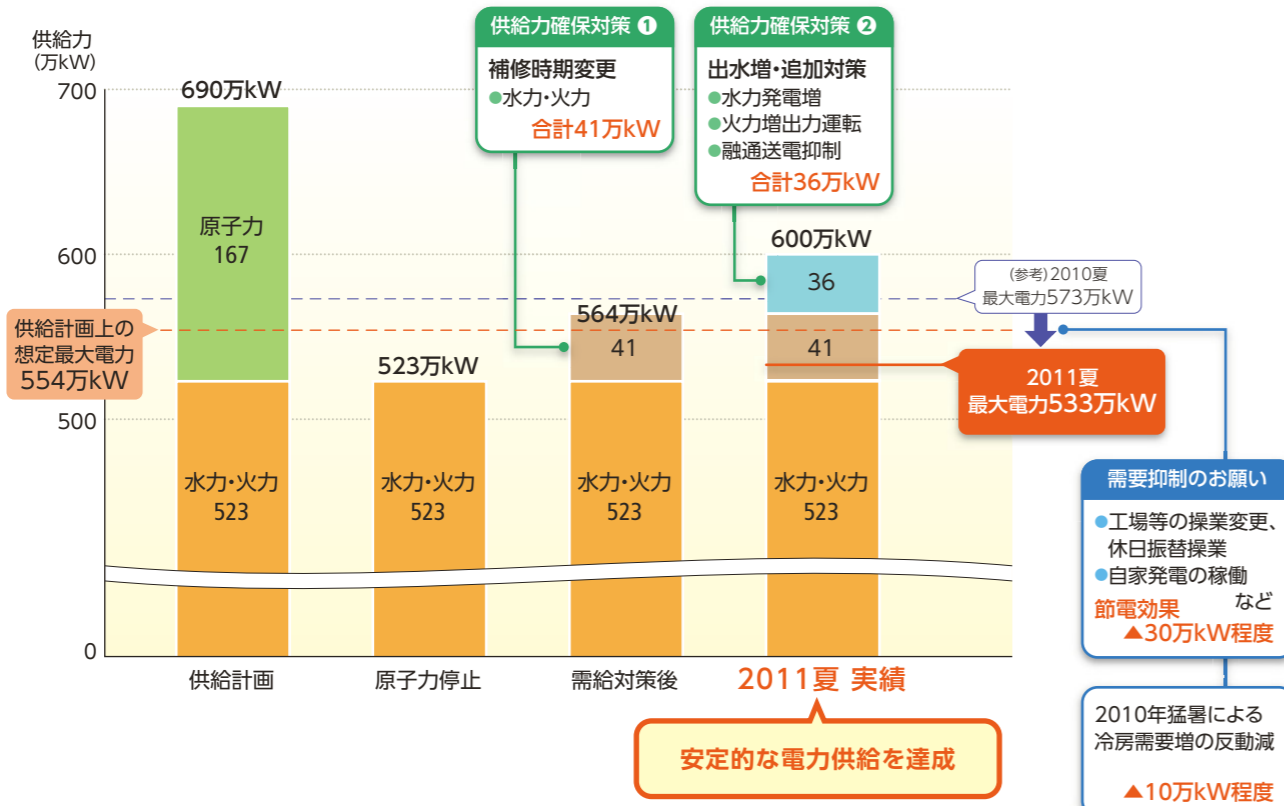 供給力
(万kW)
700
600
500
0
690万kW
原子力
167
水力・火力
523
供給計画
523万kW
水力・火力
523
原子力停止
564万kW
41
水力・火力
523
需給対策後
600万kW
36
41
水力・火力
523
2011夏 実績
安定的な電力供給を達成
供給力確保対策 ❶
補修時期変更
●水力・火力
合計41万kW
供給力確保対策 ❷
出水増・追加対策
●水力発電増
●火力増出力運転
●融通送電抑制
合計36万kW
供給計画上の
想定最大電力
554万kW
(参考)2010夏
最大電力573万kW
2011夏
最大電力533万kW
需要抑制のお願い
●工場等の操業変更、
休日振替操業
●自家発電の稼働
など
節電効果
▲30万kW程度
2010年猛暑による
冷房需要増の反動減
▲10万kW程度